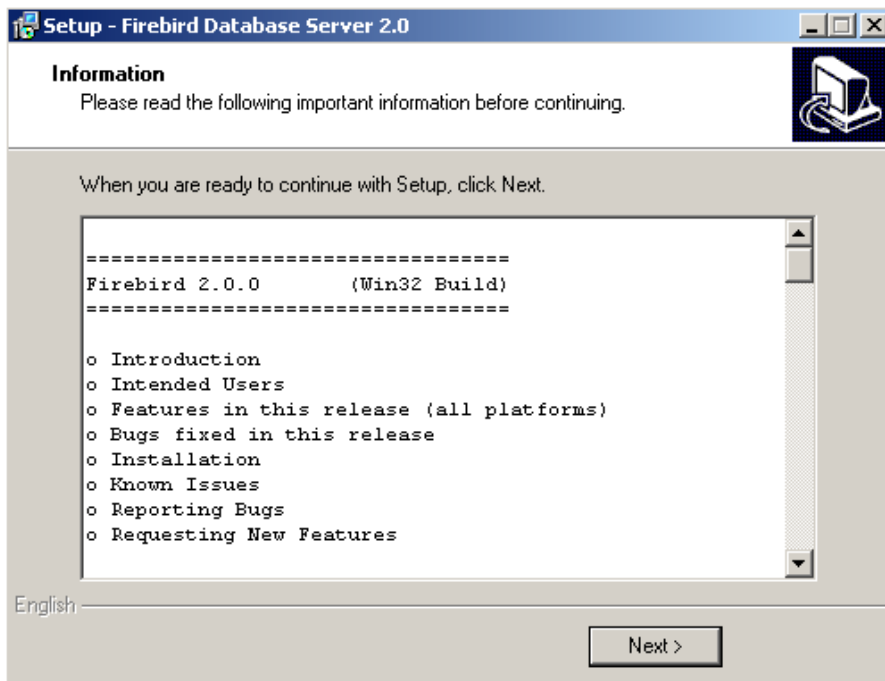 Setup - Firebird Database Server 2.0
Information
Please read the following important information before continuing.
When you are ready to continue with Setup, click Next.
==================================
Firebird 2.0.0       (Win32 Build)
==================================
o Introduction
o Intended Users
o Features in this release (all platforms)
o Bugs fixed in this release
o Installation
o Known Issues
o Reporting Bugs
o Requesting New Features
English
Next >